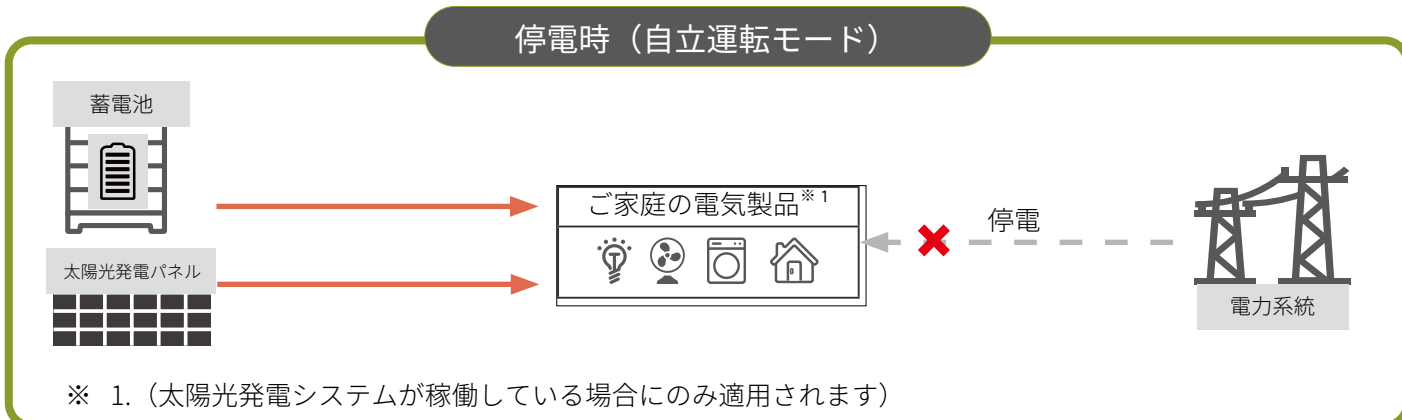 停電時（自立運転モード）
蓄電池
太陽光発電パネル
ご家庭の電気製品※1
停電
電力系統
※ 1.（太陽光発電システムが稼働している場合にのみ適用されます）